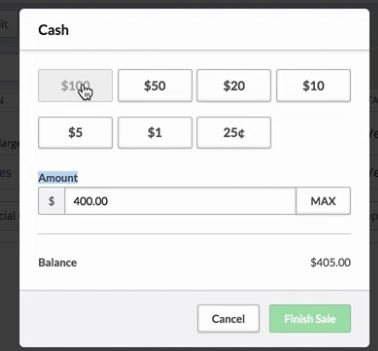 Cash
$100 $50 $20 $10
$5 $1 25¢
Amount
$ 400.00 MAX
Balance $405.00
Cancel Finish Sale